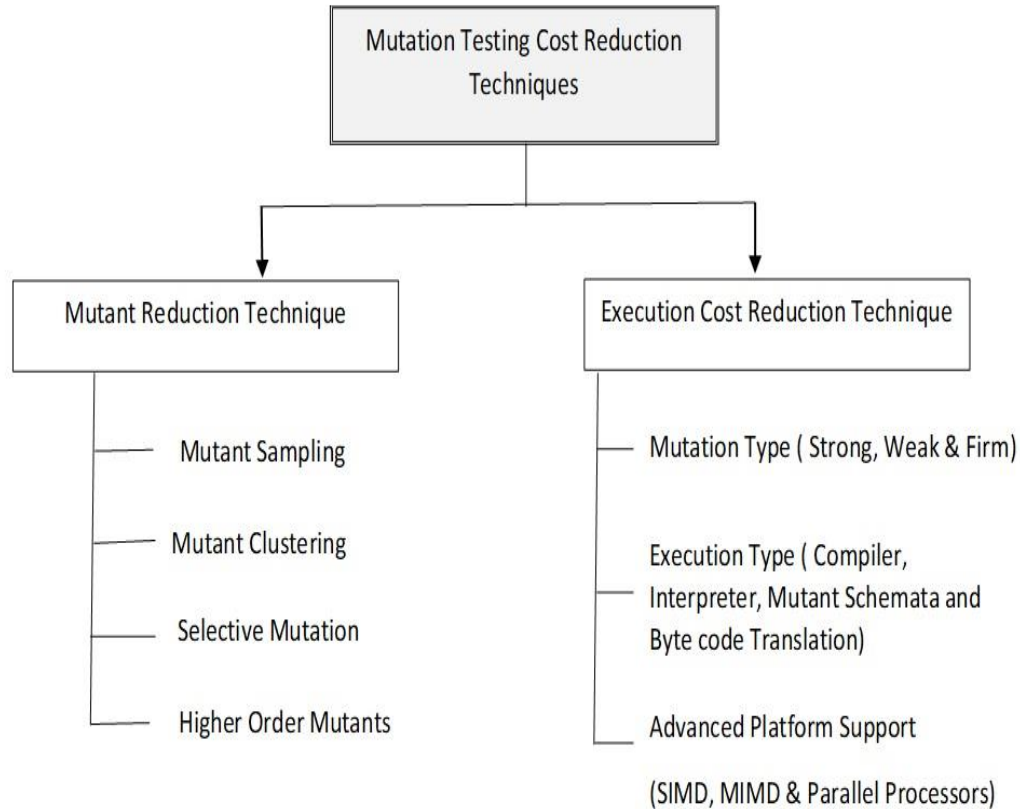 Mutation Testing Cost Reduction
Techniques
Mutant Reduction Technique
Mutant Sampling
Mutant Clustering
Selective Mutation
Higher Order Mutants
Execution Cost Reduction Technique
Mutation Type ( Strong, Weak & Firm)
Execution Type ( Compiler,
Interpreter, Mutant Schemata and
Byte code Translation)
Advanced Platform Support
(SIMD, MIMD & Parallel Processors)